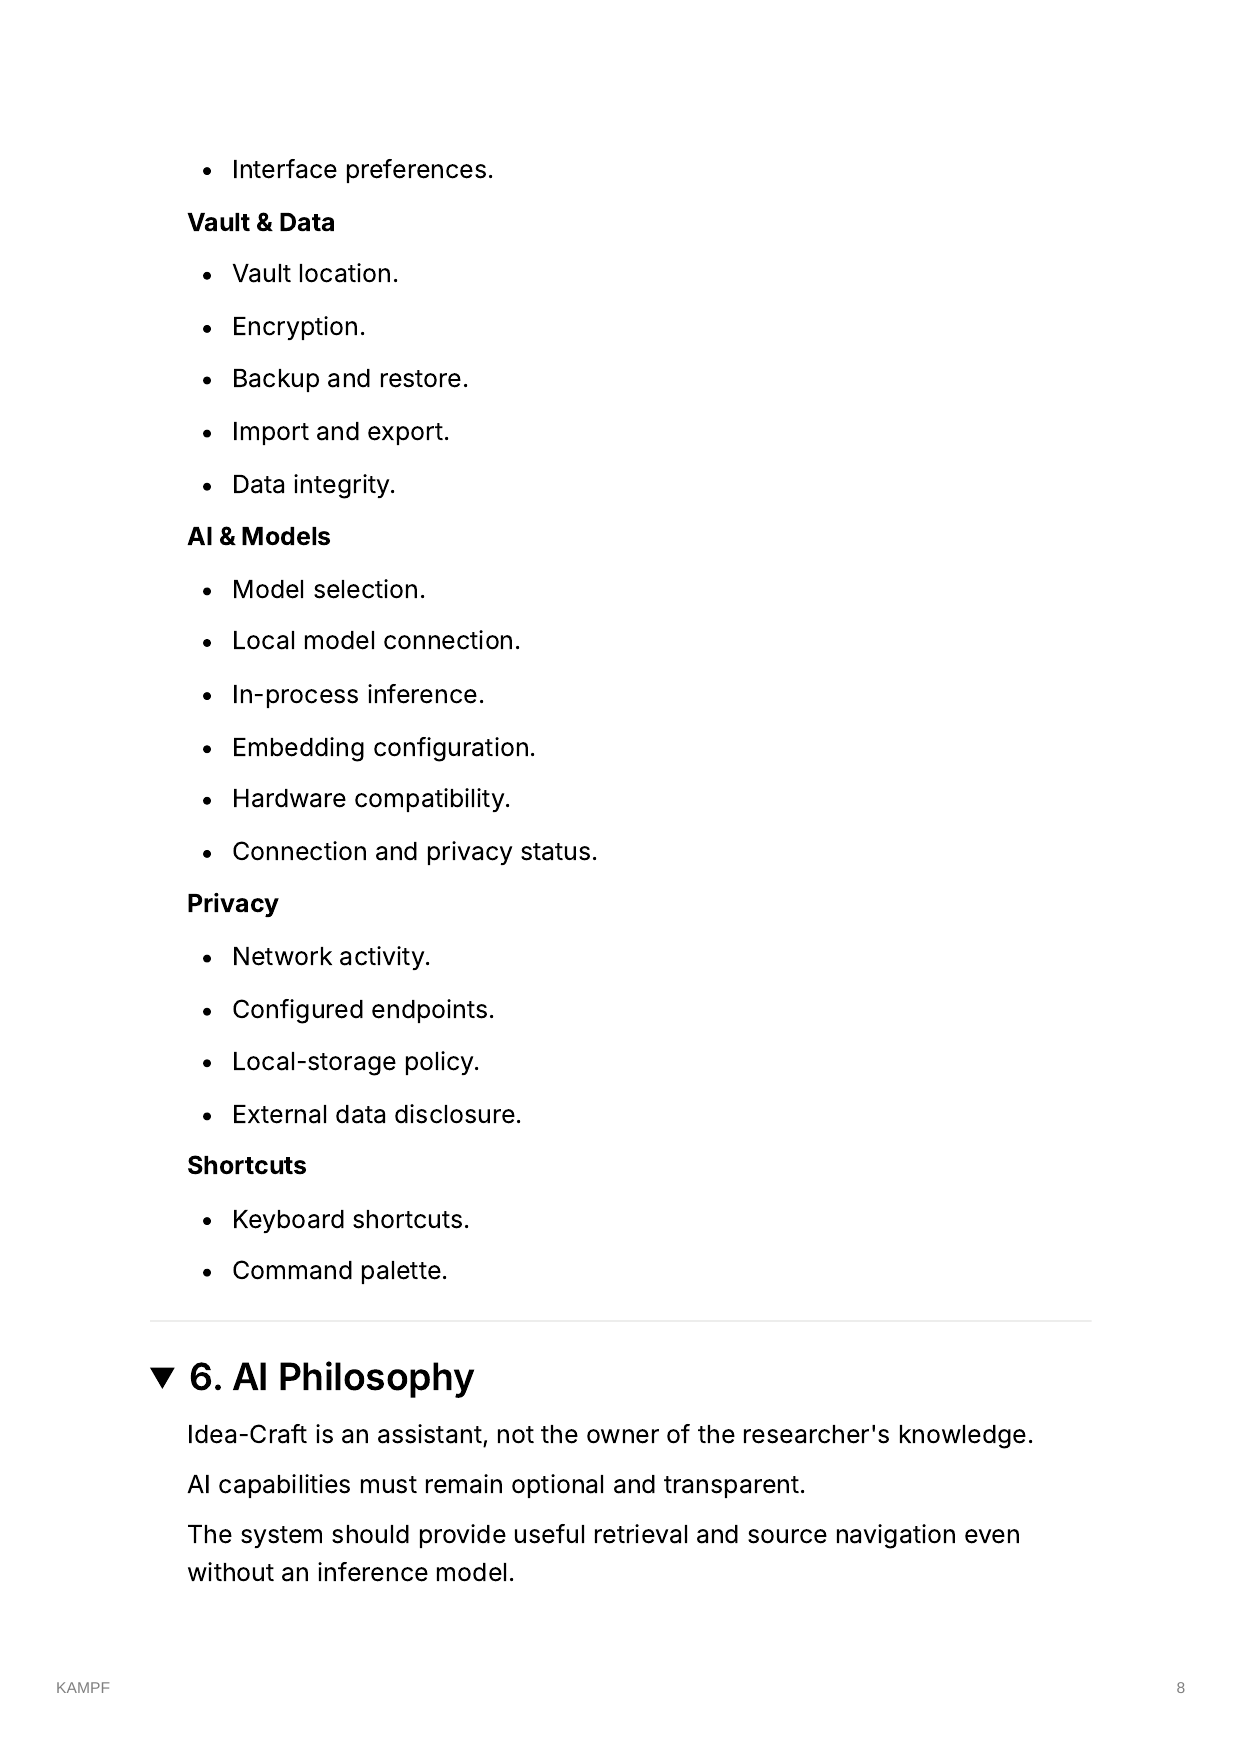 • Interface preferences.
Vault & Data
• Vault location.
• Encryption.
• Backup and restore.
• Import and export.
• Data integrity.
AI & Models
• Model selection.
• Local model connection.
• In-process inference.
• Embedding configuration.
• Hardware compatibility.
• Connection and privacy status.
Privacy
• Network activity.
• Configured endpoints.
• Local-storage policy.
• External data disclosure.
Shortcuts
• Keyboard shortcuts.
• Command palette.
▼ 6. AI Philosophy
Idea-Craft is an assistant, not the owner of the researcher's knowledge.
AI capabilities must remain optional and transparent.
The system should provide useful retrieval and source navigation even
without an inference model.
KAMPF 8